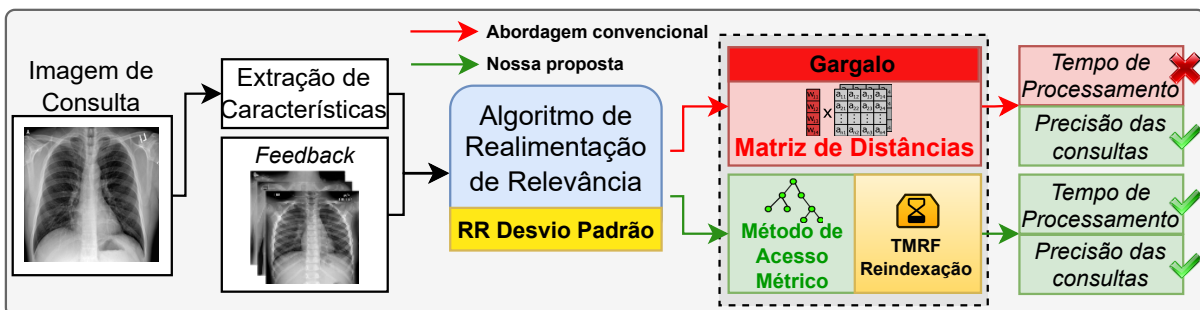 Abordagem convencional
Nossa proposta
Imagem de
Consulta
Extração de
Características
Feedback
Algoritmo de
Realimentação
de Relevância
RR Desvio Padrão
Gargalo
x
Matriz de Distâncias
Método de
Acesso
Métrico
TMRF
Reindexação
Tempo de
Processamento
Precisão das
consultas
Tempo de
Processamento
Precisão das
consultas